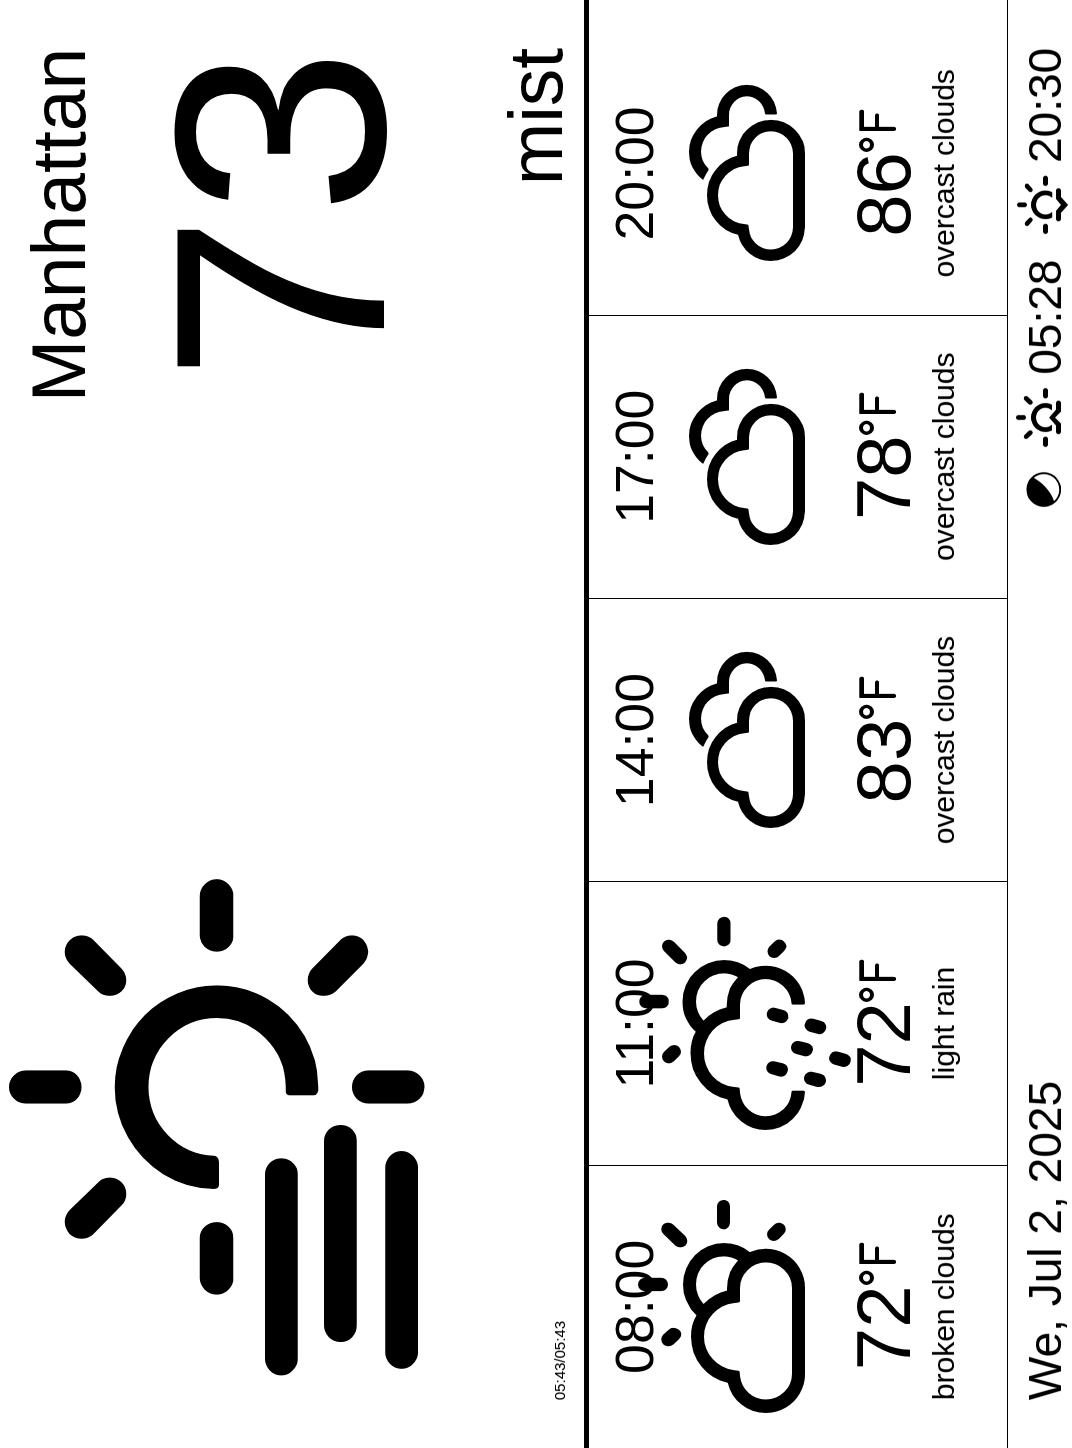 Manhattan
73
mist
05:43/05:43
08:00 11:00 14:00 17:00 20:00
72°F 72°F 83°F 78°F 86°F
broken clouds light rain overcast clouds overcast clouds overcast clouds
We, Jul 2, 2025 05:28 20:30